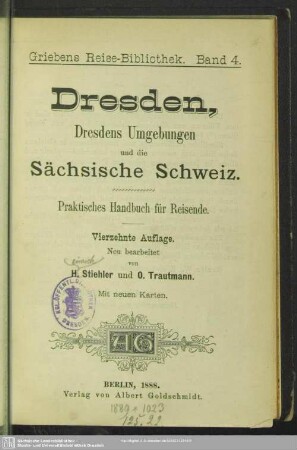 Griebens Reise-Bibliothek. Band 4.
Dresden,
Dresdens Umgebungen
und die
Sächsische Schweiz.
Praktisches Handbuch für Reisende.
Vierzehnte Auflage.
Neu bearbeitet
von
H. Stiehler und O. Trautmann.
Mit neuen Karten.
AG
BERLIN, 1888.
Verlag von Albert Goldschmidt.